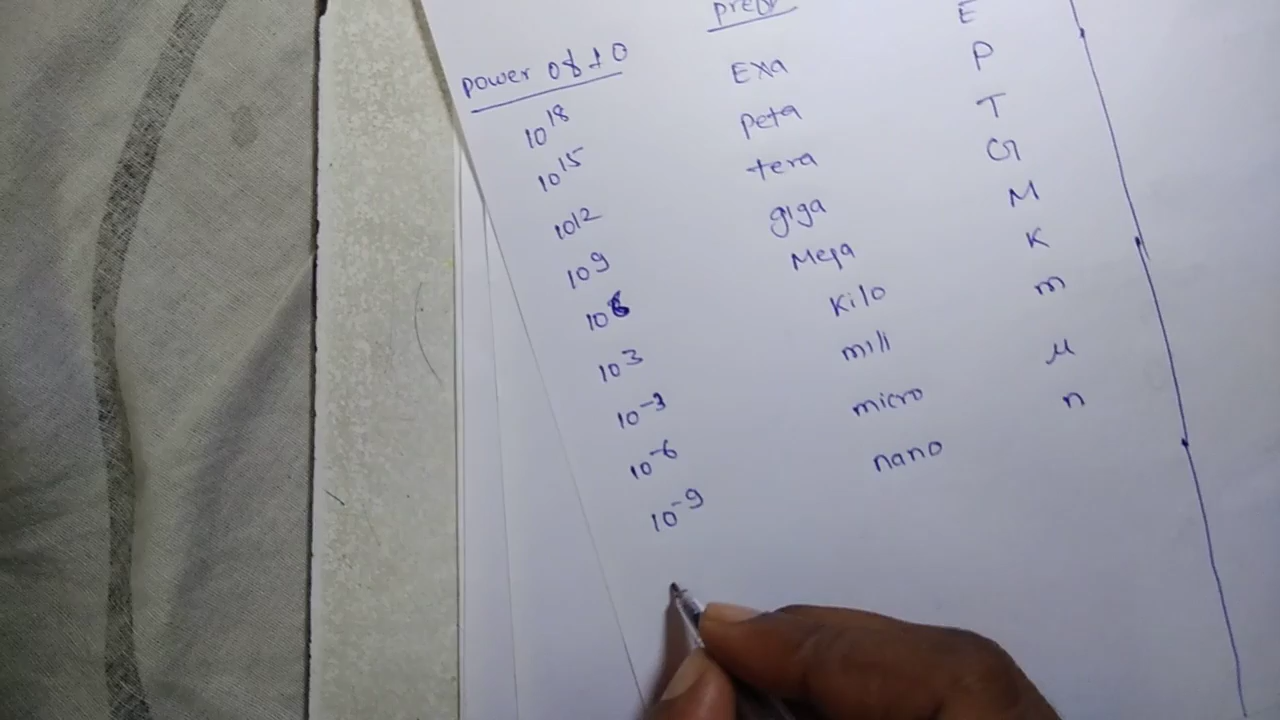 power of 10 prefix E
10^18 Exa P
10^15 peta T
10^12 tera G
10^9 giga M
10^6 Mega K
10^3 Kilo m
10^-3 mili μ
10^-6 micro n
10^-9 nano